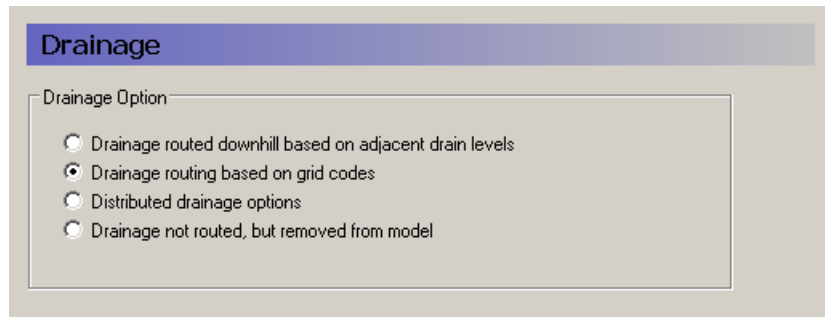 Drainage
Drainage Option
Drainage routed downhill based on adjacent drain levels
Drainage routing based on grid codes
Distributed drainage options
Drainage not routed, but removed from model